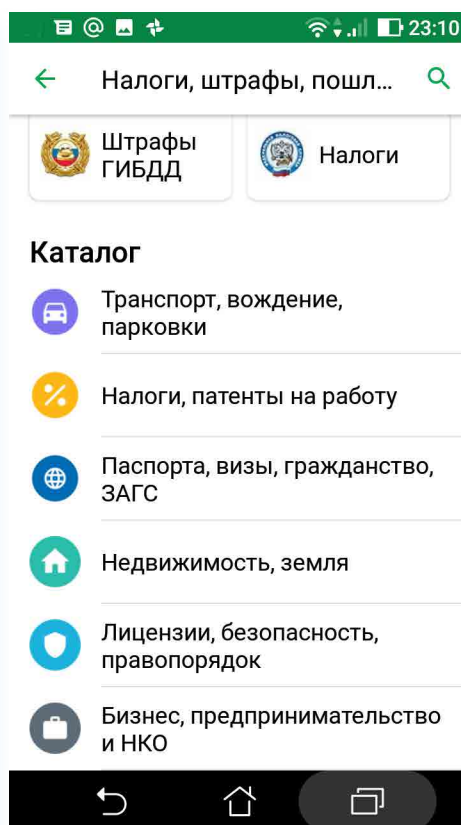 23:10
Налоги, штрафы, пошл...
Штрафы
ГИБДД
Налоги
Каталог
Транспорт, вождение,
парковки
Налоги, патенты на работу
Паспорта, визы, гражданство,
ЗАГС
Недвижимость, земля
Лицензии, безопасность,
правопорядок
Бизнес, предпринимательство
и НКО